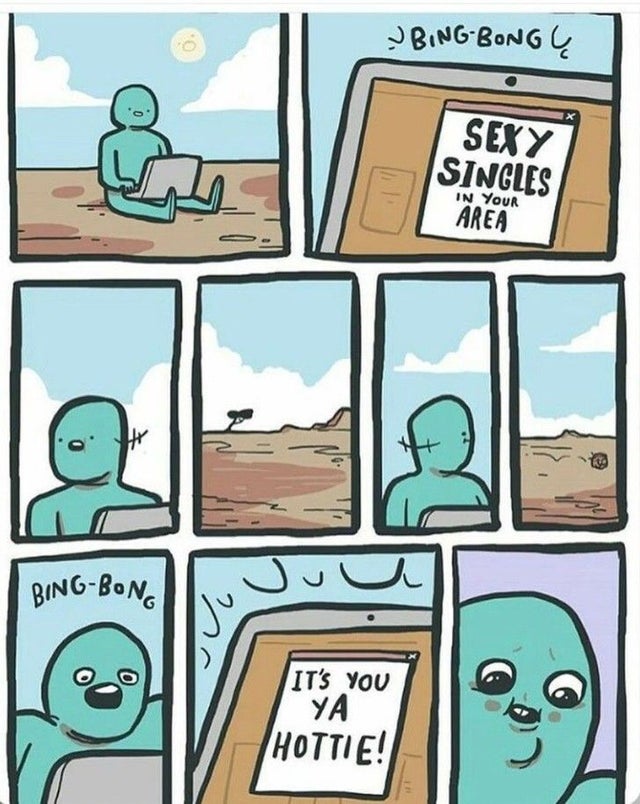 BING-BONG
SEXY
SINGLES
IN YOUR
AREA
BING-BONG
IT'S YOU
YA
HOTTIE!